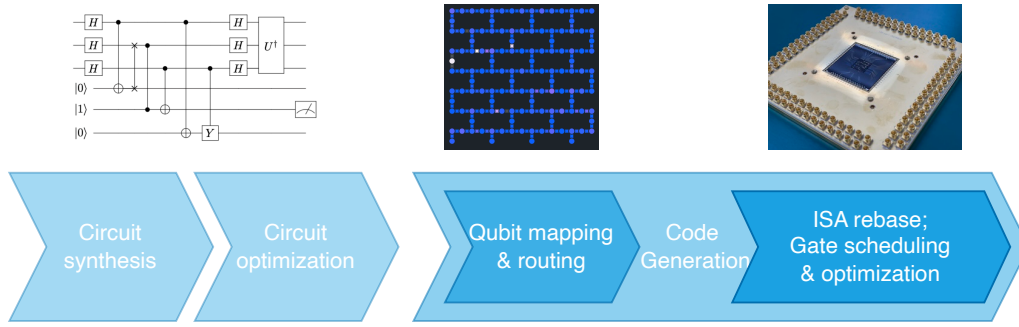 H
H
H
H
H
H
U†
|0⟩
|1⟩
|0⟩
Y
Circuit
synthesis
Circuit
optimization
Qubit mapping
& routing
Code
Generation
ISA rebase;
Gate scheduling
& optimization